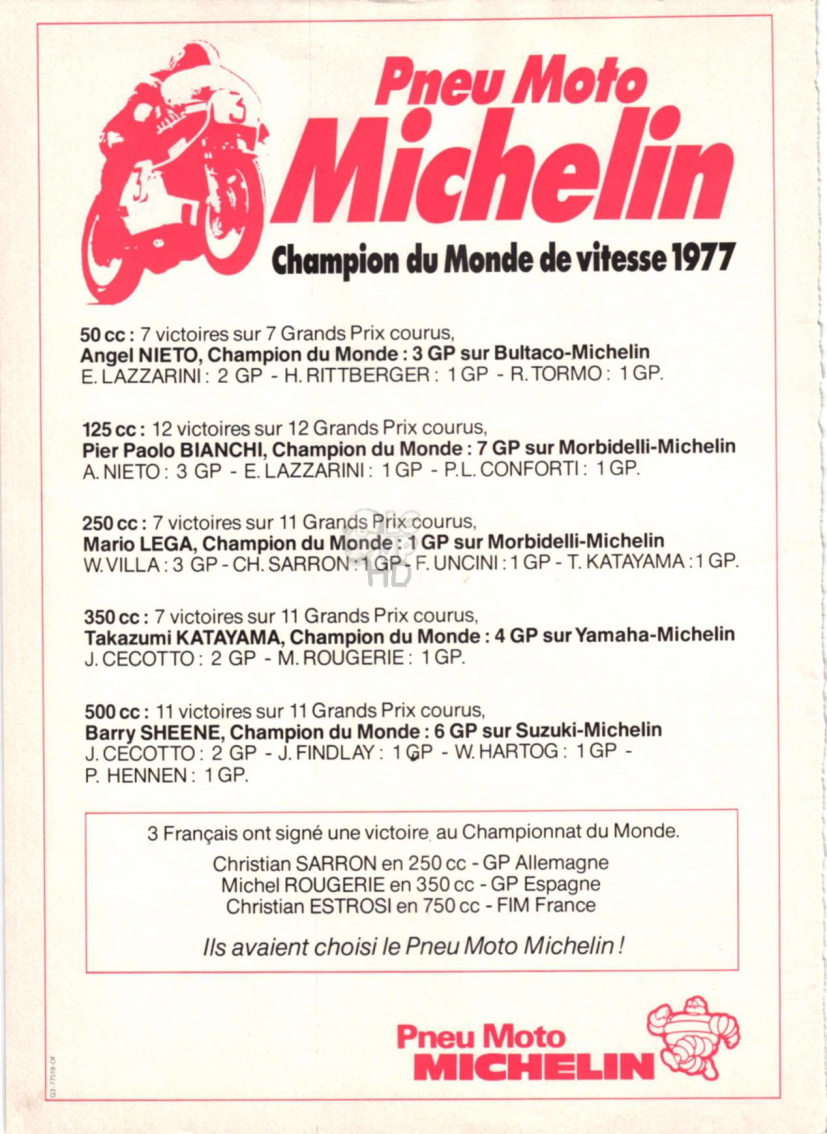 Pneu Moto
Michelin
Champion du Monde de vitesse 1977
3
3
50 cc : 7 victoires sur 7 Grands Prix courus,
Angel NIETO, Champion du Monde : 3 GP sur Bultaco-Michelin
E. LAZZARINI : 2 GP - H. RITTBERGER : 1 GP - R. TORMO : 1 GP.
125 cc : 12 victoires sur 12 Grands Prix courus,
Pier Paolo BIANCHI, Champion du Monde : 7 GP sur Morbidelli-Michelin
A. NIETO : 3 GP - E. LAZZARINI : 1 GP - P.L. CONFORTI : 1 GP.
250 cc : 7 victoires sur 11 Grands Prix courus,
Mario LEGA, Champion du Monde : 1 GP sur Morbidelli-Michelin
W. VILLA : 3 GP - CH. SARRON : 1 GP - F. UNCINI : 1 GP - T. KATAYAMA : 1 GP.
350 cc : 7 victoires sur 11 Grands Prix courus,
Takazumi KATAYAMA, Champion du Monde : 4 GP sur Yamaha-Michelin
J. CECOTTO : 2 GP - M. ROUGERIE : 1 GP.
500 cc : 11 victoires sur 11 Grands Prix courus,
Barry SHEENE, Champion du Monde : 6 GP sur Suzuki-Michelin
J. CECOTTO : 2 GP - J. FINDLAY : 1 GP - W. HARTOG : 1 GP -
P. HENNEN : 1 GP.
3 Français ont signé une victoire au Championnat du Monde.
Christian SARRON en 250 cc - GP Allemagne
Michel ROUGERIE en 350 cc - GP Espagne
Christian ESTROSI en 750 cc - FIM France
Ils avaient choisi le Pneu Moto Michelin !
Pneu Moto
MICHELIN